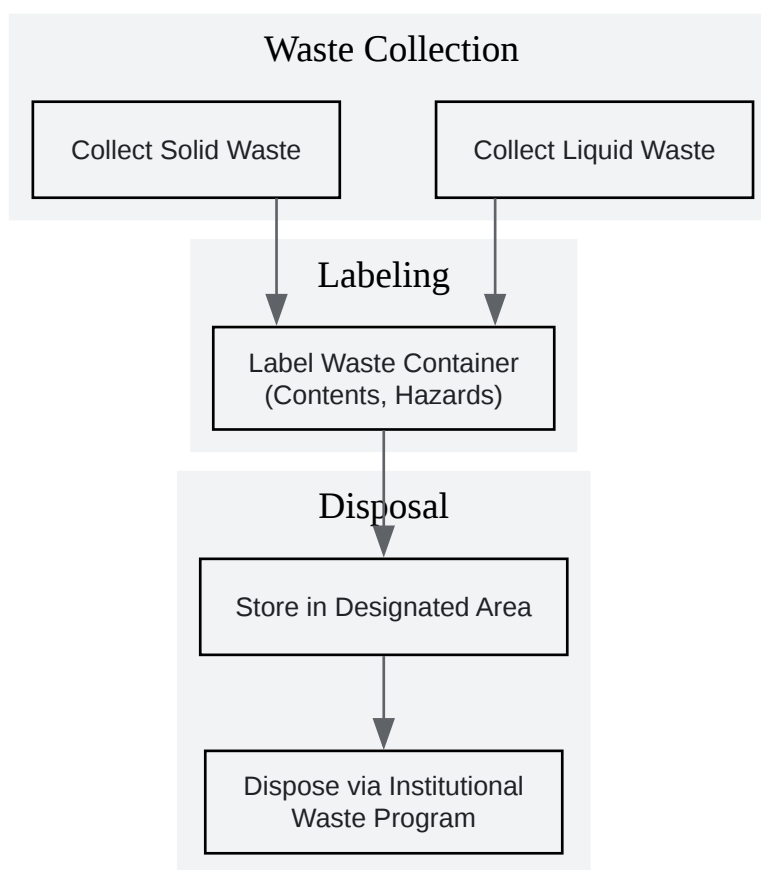 Waste Collection
Collect Solid Waste
Collect Liquid Waste
Labeling
Label Waste Container
(Contents, Hazards)
Disposal
Store in Designated Area
Dispose via Institutional
Waste Program